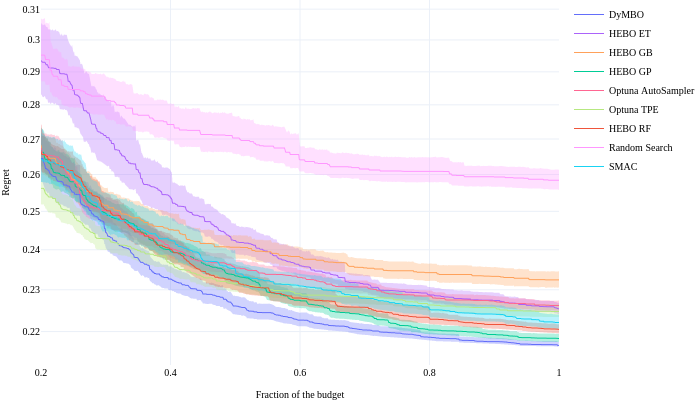 0.31
0.3
0.29
0.28
0.27
0.26
0.25
0.24
0.23
0.22
Regret
0.2
0.4
0.6
0.8
1
Fraction of the budget
DyMBO
HEBO ET
HEBO GB
HEBO GP
Optuna AutoSampler
Optuna TPE
HEBO RF
Random Search
SMAC